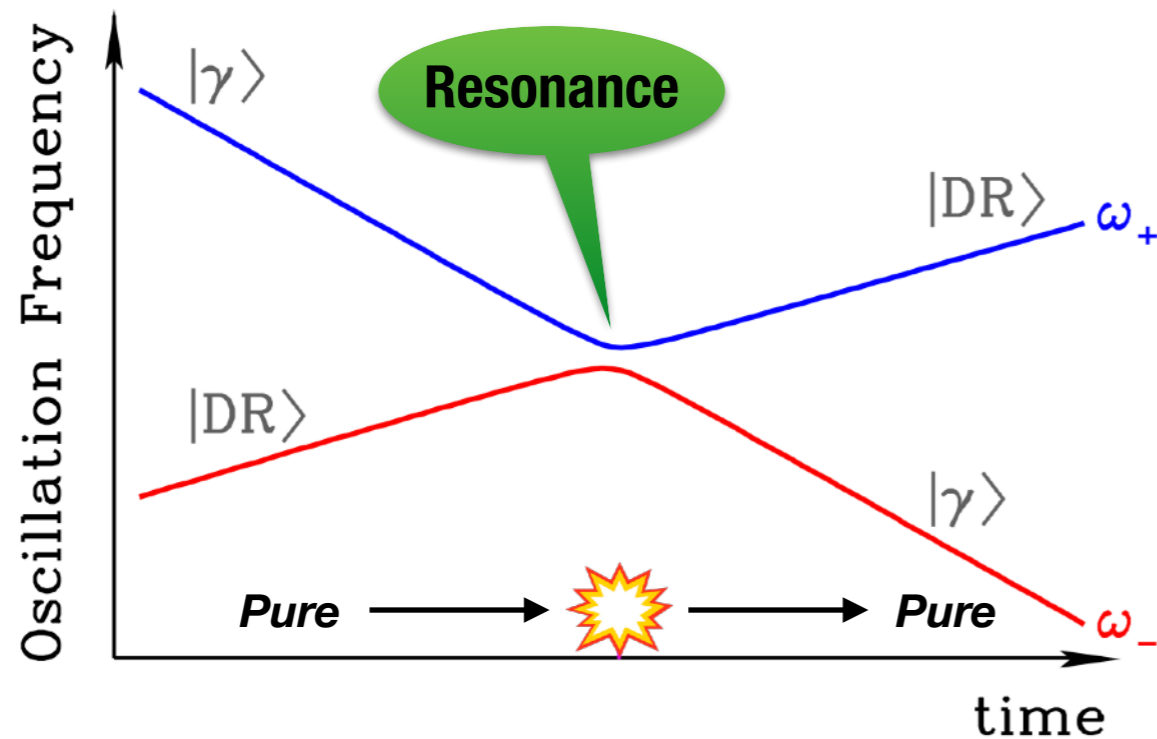 Oscillation Frequency
|γ⟩
Resonance
|DR⟩
ω₊
|DR⟩
|γ⟩
Pure
Pure
ω₋
time